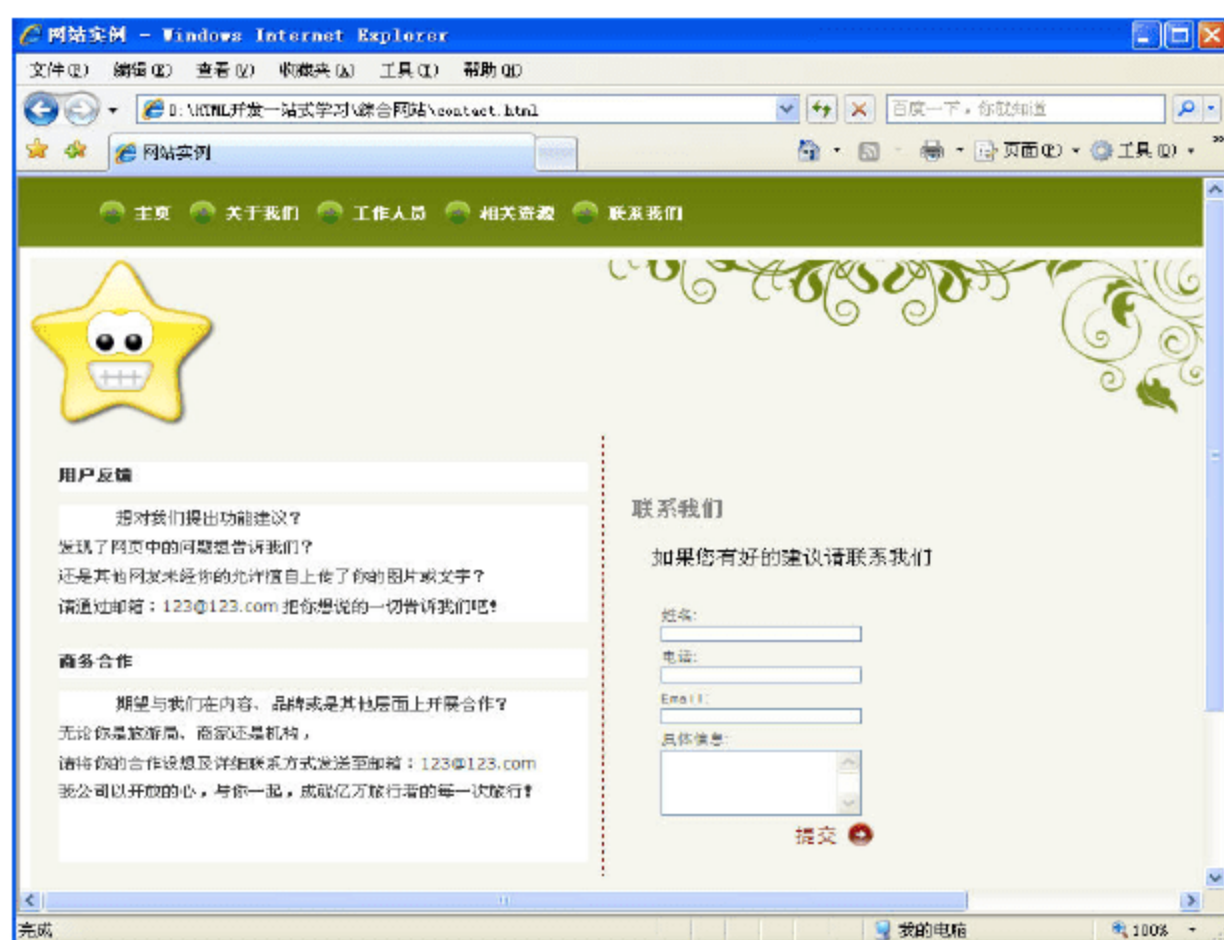 网站实例 - Windows Internet Explorer
文件(F) 编辑(E) 查看(V) 收藏夹(A) 工具(T) 帮助(H)
D:\HTML开发一站式学习\综合网站\contact.html
百度一下，你就知道
网站实例
页面(P) 工具(O)
主页 关于我们 工作人员 相关资源 联系我们
用户反馈
想对我们提出功能建议？
发现了网页中的问题想告诉我们？
还是其他网友未经你的允许擅自上传了你的图片或文字？
请通过邮箱：123@123.com 把你想说的一切告诉我们吧！
商务合作
期望与我们在内容、品牌或是其他层面上开展合作？
无论你是旅游局、商家还是机构，
请将你的合作设想及详细联系方式发送至邮箱：123@123.com
我公司以开放的心，与你一起，成就亿万旅行者的每一次旅行！
联系我们
如果您有好的建议请联系我们
姓名:
电话:
Email:
具体信息:
提交
完成
我的电脑
100%